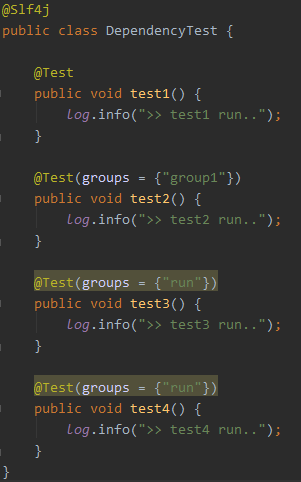 @Slf4j
public class DependencyTest {
@Test
public void test1() {
log.info(">> test1 run..");
}
@Test(groups = {"group1"})
public void test2() {
log.info(">> test2 run..");
}
@Test(groups = {"run"})
public void test3() {
log.info(">> test3 run..");
}
@Test(groups = {"run"})
public void test4() {
log.info(">> test4 run..");
}
}